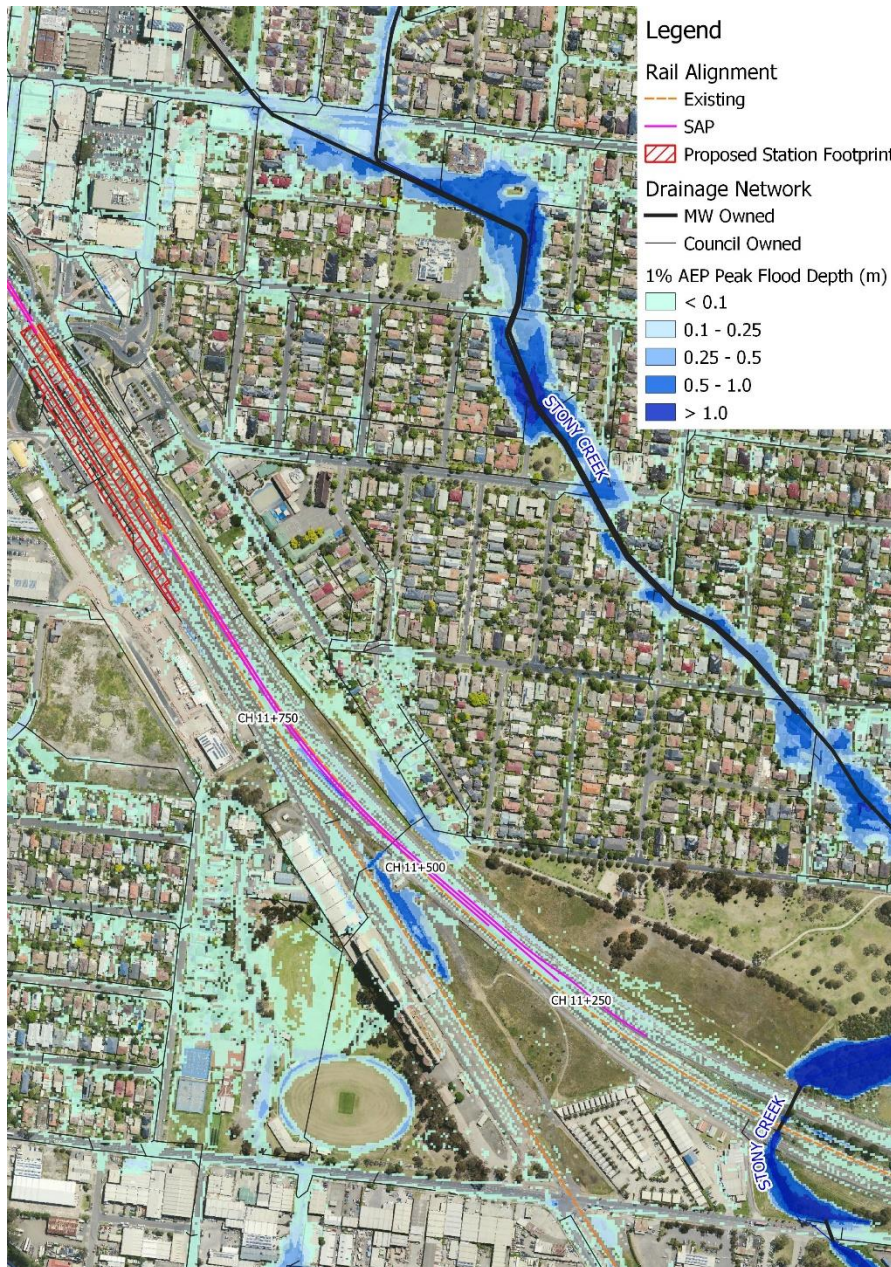 Legend
Rail Alignment
Existing
SAP
Proposed Station Footprint
Drainage Network
MW Owned
Council Owned
1% AEP Peak Flood Depth (m)
< 0.1
0.1 - 0.25
0.25 - 0.5
0.5 - 1.0
> 1.0
STONY CREEK
CH 11+750
CH 11+500
CH 11+250
STONY CREEK